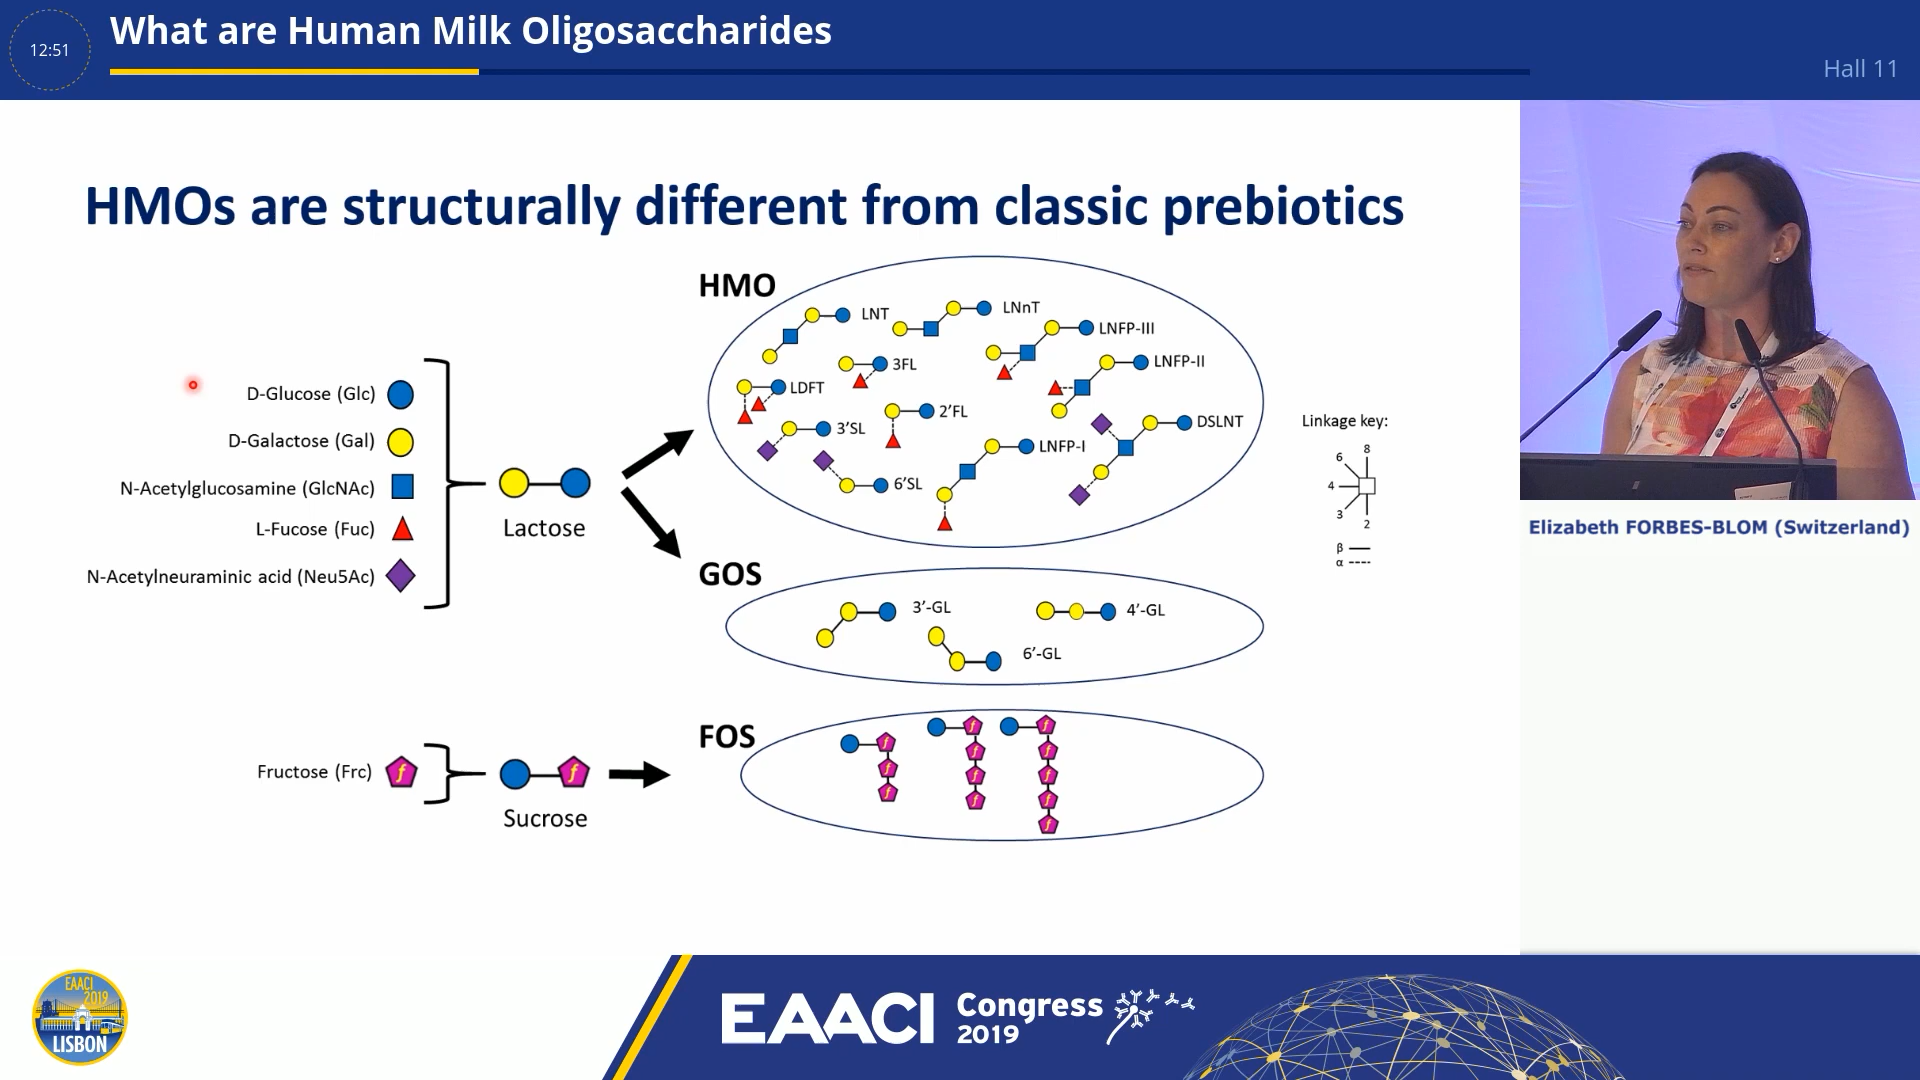 12:51
What are Human Milk Oligosaccharides
Hall 11
HMOs are structurally different from classic prebiotics
HMO
LNT
LNnT
LNFP-III
LNFP-II
3FL
LDFT
2’FL
3’SL
DSLNT
LNFP-I
6’SL
D-Glucose (Glc)
D-Galactose (Gal)
N-Acetylglucosamine (GlcNAc)
L-Fucose (Fuc)
N-Acetylneuraminic acid (Neu5Ac)
Lactose
Linkage key:
8
6
4
3
2
β
α
GOS
3’-GL
4’-GL
6’-GL
FOS
f
f
f
f
f
f
f
f
f
f
f
f
f
f
Fructose (Frc)
Sucrose
Elizabeth FORBES-BLOM (Switzerland)
EAACI
2019
LISBON
EAACI Congress
2019